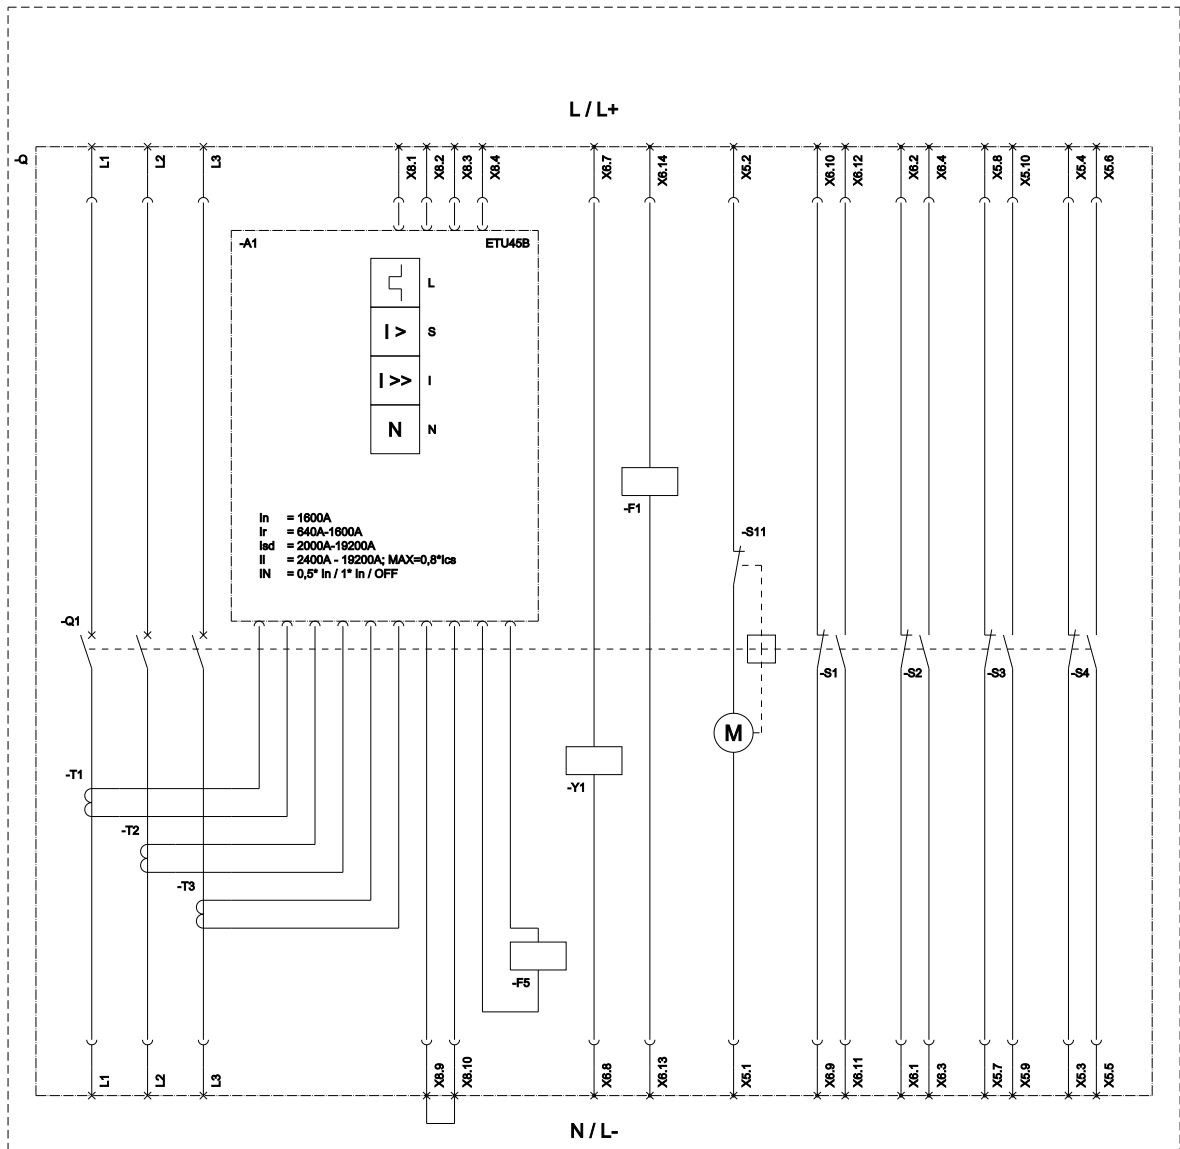 L / L+
-Q
L1
L2
L3
X8.1
X8.2
X8.3
X8.4
X6.7
X6.14
X5.2
X6.10
X6.12
X6.2
X6.4
X5.8
X5.10
X5.4
X5.6
-A1
ETU45B
L
I >
S
I >>
I
N
N
In = 1600A
Ir = 640A-1600A
Isd = 2000A-19200A
Ii = 2400A - 19200A; MAX=0,8*Ics
IN = 0,5* In / 1* In / OFF
-F1
-S11
-Q1
-S1
-S2
-S3
-S4
M
-T1
-Y1
-T2
-T3
-F5
L1
L2
L3
X8.9
X8.10
X6.8
X6.13
X5.1
X6.9
X6.11
X6.1
X6.3
X5.7
X5.9
X5.3
X5.5
N / L-